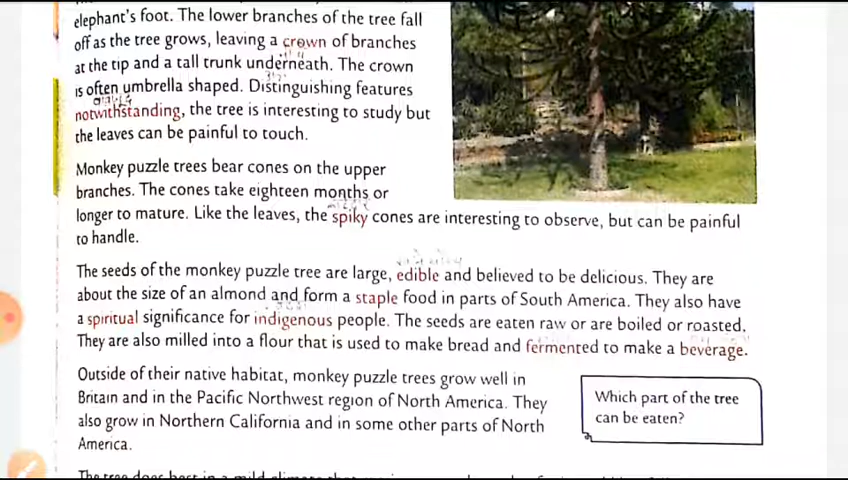 elephant's foot. The lower branches of the tree fall
off as the tree grows, leaving a crown of branches
at the tip and a tall trunk underneath. The crown
is often umbrella shaped. Distinguishing features
notwithstanding, the tree is interesting to study but
the leaves can be painful to touch.
Monkey puzzle trees bear cones on the upper
branches. The cones take eighteen months or
longer to mature. Like the leaves, the spiky cones are interesting to observe, but can be painful
to handle.
The seeds of the monkey puzzle tree are large, edible and believed to be delicious. They are
about the size of an almond and form a staple food in parts of South America. They also have
a spiritual significance for indigenous people. The seeds are eaten raw or are boiled or roasted.
They are also milled into a flour that is used to make bread and fermented to make a beverage.
Outside of their native habitat, monkey puzzle trees grow well in
Britain and in the Pacific Northwest region of North America. They
also grow in Northern California and in some other parts of North
America.
Which part of the tree
can be eaten?
The tree does best in a mild climate that